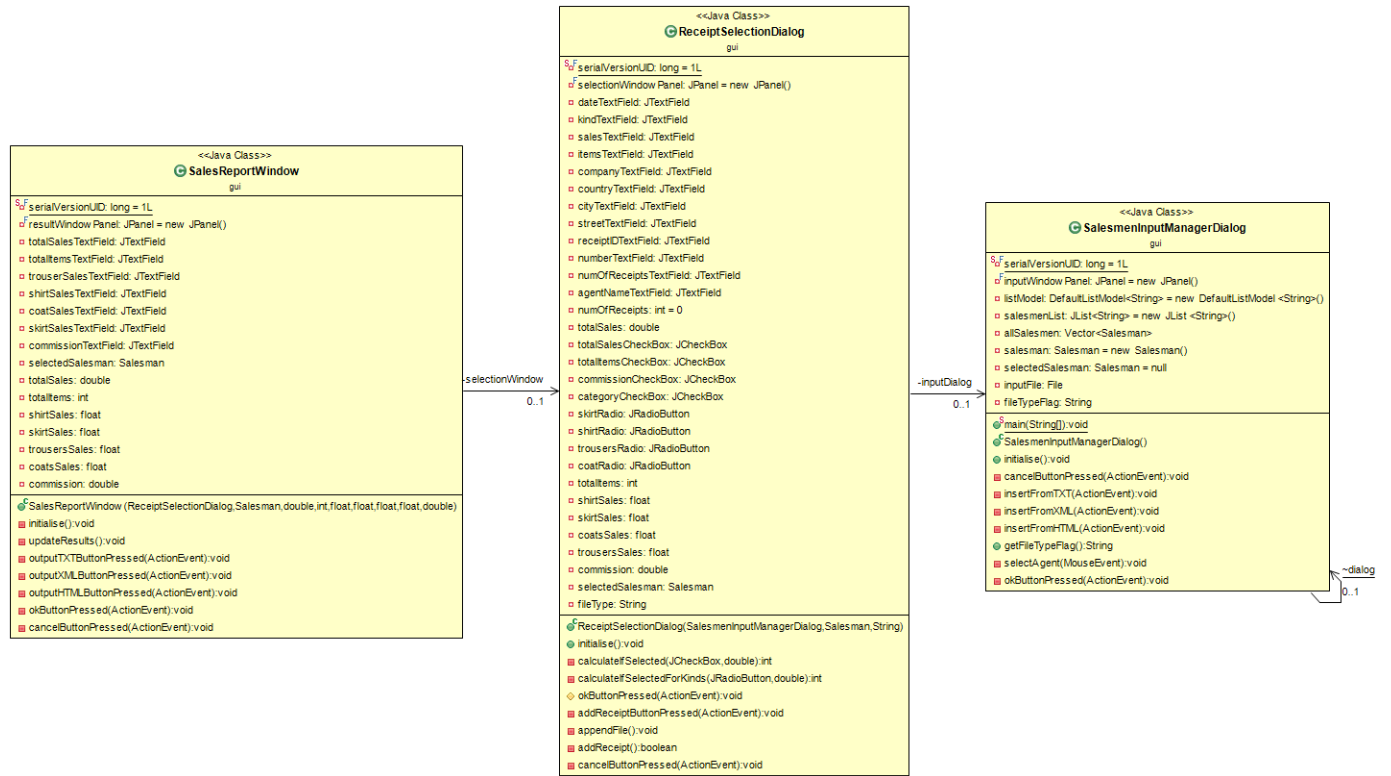 <<Java Class>>
SalesReportWindow
gui
serialVersionUID: long = 1L
resultWindowPanel: JPanel = new JPanel()
totalSalesTextField: JTextField
totalItemsTextField: JTextField
trouserSalesTextField: JTextField
shirtSalesTextField: JTextField
coatSalesTextField: JTextField
skirtSalesTextField: JTextField
commissionTextField: JTextField
selectedSalesman: Salesman
totalSales: double
totalItems: int
shirtSales: float
skirtSales: float
trousersSales: float
coatsSales: float
commission: double
SalesReportWindow(ReceiptSelectionDialog,Salesman,double,int,float,float,float,float,double)
initialise():void
updateResults():void
outputTXTButtonPressed(ActionEvent):void
outputXMLButtonPressed(ActionEvent):void
outputHTMLButtonPressed(ActionEvent):void
okButtonPressed(ActionEvent):void
cancelButtonPressed(ActionEvent):void
-selectionWindow
0..1
<<Java Class>>
ReceiptSelectionDialog
gui
serialVersionUID: long = 1L
selectionWindowPanel: JPanel = new JPanel()
dateTextField: JTextField
kindTextField: JTextField
salesTextField: JTextField
itemsTextField: JTextField
companyTextField: JTextField
countryTextField: JTextField
cityTextField: JTextField
streetTextField: JTextField
receiptIDTextField: JTextField
numberTextField: JTextField
numOfReceiptsTextField: JTextField
agentNameTextField: JTextField
numOfReceipts: int = 0
totalSales: double
totalSalesCheckBox: JCheckBox
totalItemsCheckBox: JCheckBox
commissionCheckBox: JCheckBox
categoryCheckBox: JCheckBox
skirtRadio: JRadioButton
shirtRadio: JRadioButton
trousersRadio: JRadioButton
coatRadio: JRadioButton
totalItems: int
shirtSales: float
skirtSales: float
coatsSales: float
trousersSales: float
commission: double
selectedSalesman: Salesman
fileType: String
ReceiptSelectionDialog(SalesmenInputManagerDialog,Salesman,String)
initialise():void
calculateIfSelected(JCheckBox,double):int
calculateIfSelectedForKinds(JRadioButton,double):int
okButtonPressed(ActionEvent):void
addReceiptButtonPressed(ActionEvent):void
appendFile():void
addReceipt():boolean
cancelButtonPressed(ActionEvent):void
-inputDialog
0..1
<<Java Class>>
SalesmenInputManagerDialog
gui
serialVersionUID: long = 1L
inputWindowPanel: JPanel = new JPanel()
listModel: DefaultListModel<String> = new DefaultListModel <String>()
salesmenList: JList<String> = new JList <String>()
allSalesmen: Vector<Salesman>
salesman: Salesman = new Salesman()
selectedSalesman: Salesman = null
inputFile: File
fileTypeFlag: String
main(String[]):void
SalesmenInputManagerDialog()
initialise():void
cancelButtonPressed(ActionEvent):void
insertFromTXT(ActionEvent):void
insertFromXML(ActionEvent):void
insertFromHTML(ActionEvent):void
getFileTypeFlag():String
selectAgent(MouseEvent):void
okButtonPressed(ActionEvent):void
~dialog
0..1